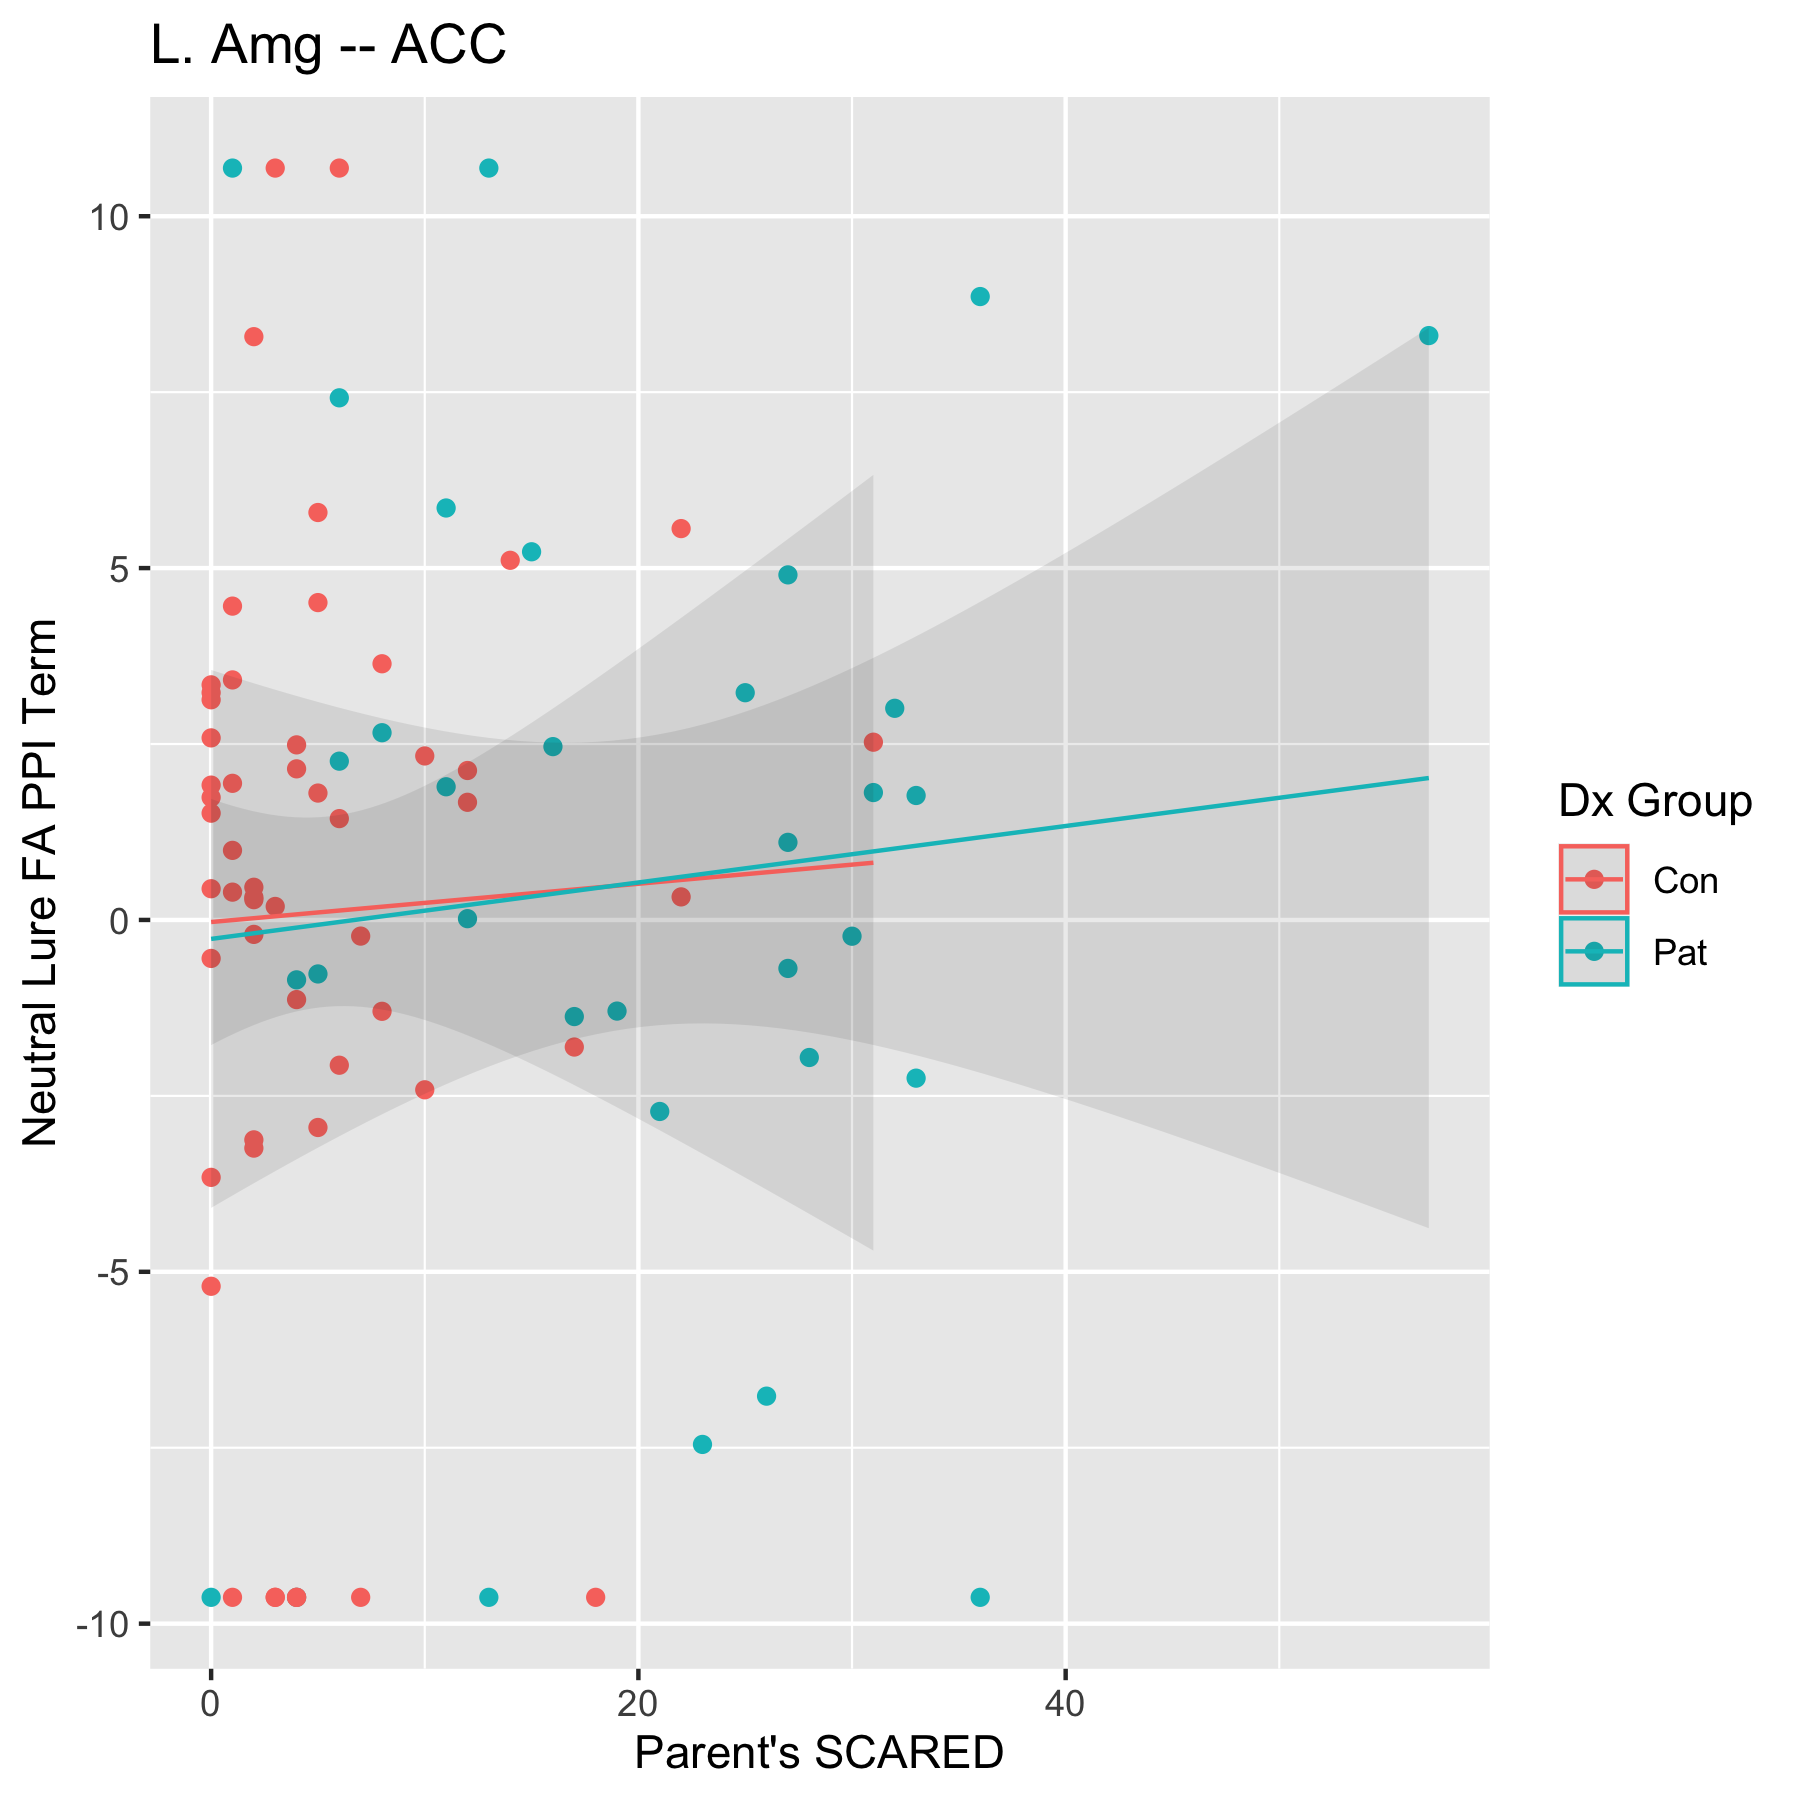 L. Amg -- ACC
10
5
0
-5
-10
Neutral Lure FA PPI Term
0
20
40
Parent's SCARED
Dx Group
Con
Pat